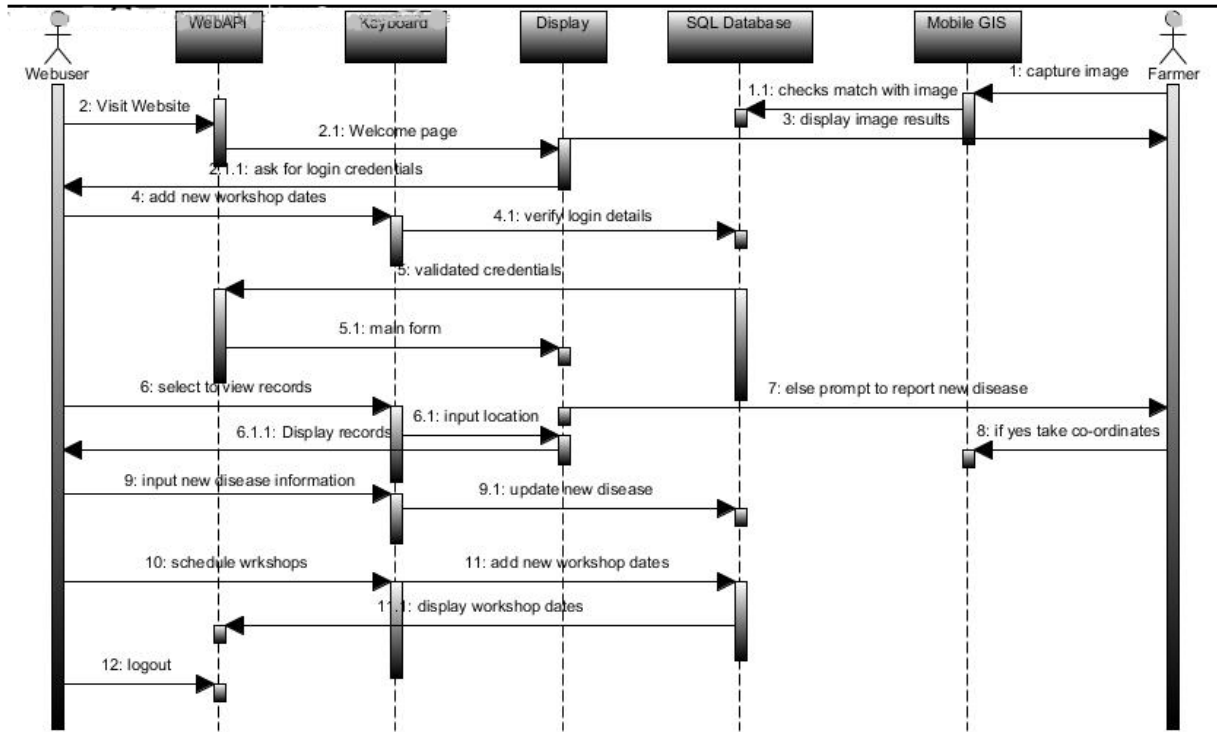 WebAPI
Keyboard
Display
SQL Database
Mobile GIS
Webuser
Farmer
1: capture image
1.1: checks match with image
2: Visit Website
3: display image results
2.1: Welcome page
2.1.1: ask for login credentials
4: add new workshop dates
4.1: verify login details
5: validated credentials
5.1: main form
6: select to view records
7: else prompt to report new disease
6.1: input location
6.1.1: Display records
8: if yes take co-ordinates
9: input new disease information
9.1: update new disease
10: schedule wrkshops
11: add new workshop dates
11.1: display workshop dates
12: logout